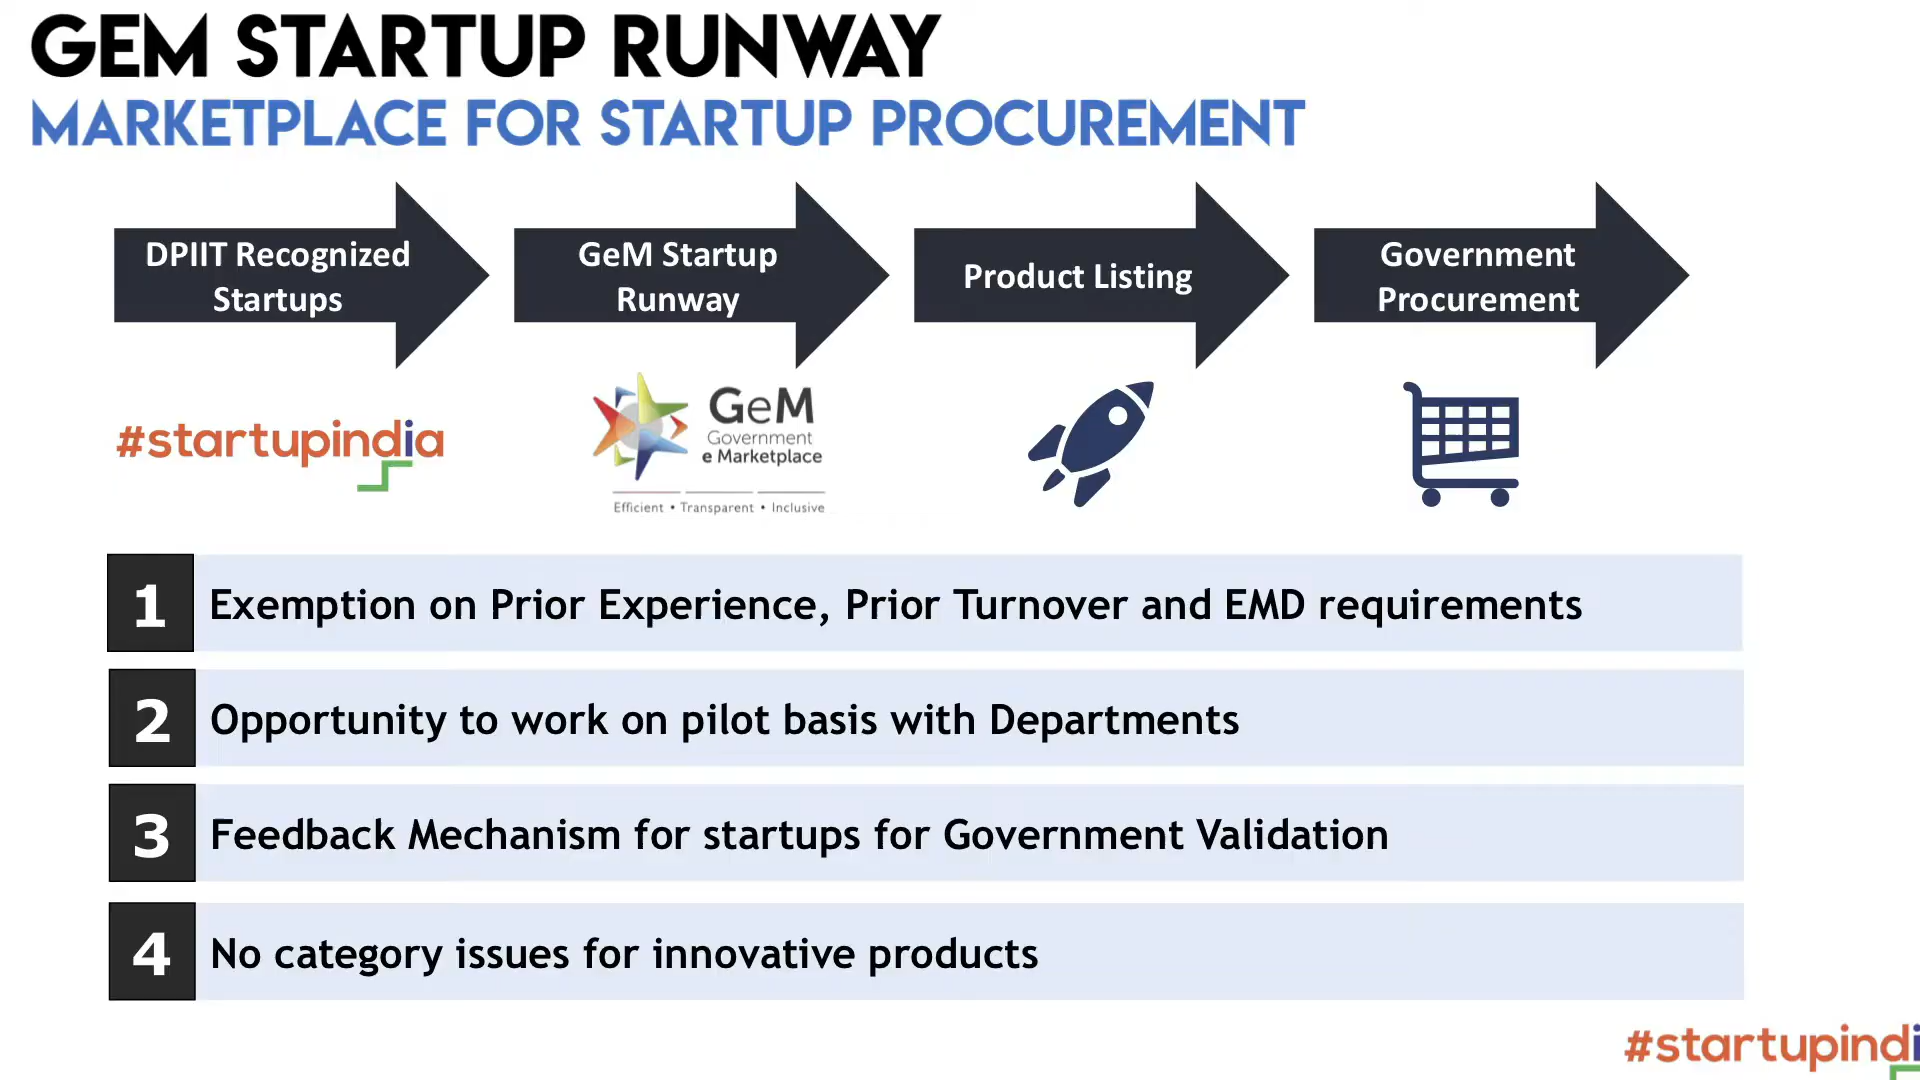 GEM STARTUP RUNWAY
MARKETPLACE FOR STARTUP PROCUREMENT
DPIIT Recognized
Startups
GeM Startup
Runway
Product Listing
Government
Procurement
#startupindia
GeM
Government
e Marketplace
Efficient • Transparent • Inclusive
1 Exemption on Prior Experience, Prior Turnover and EMD requirements
2 Opportunity to work on pilot basis with Departments
3 Feedback Mechanism for startups for Government Validation
4 No category issues for innovative products
#startupindi